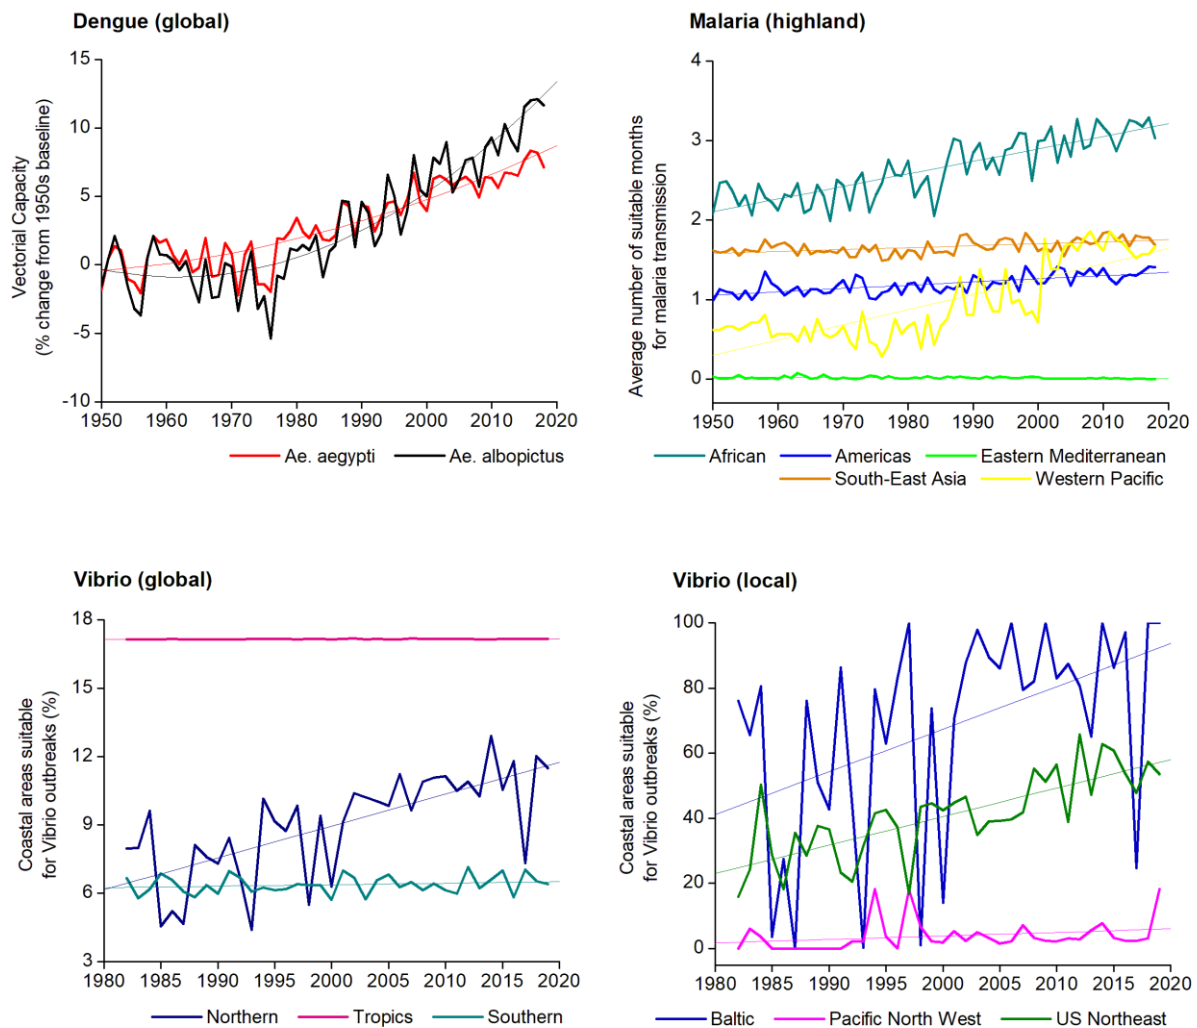 Dengue (global)
Vectorial Capacity
(% change from 1950s baseline)
15
10
5
0
-5
-10
1950 1960 1970 1980 1990 2000 2010 2020
Ae. aegypti Ae. albopictus
Malaria (highland)
Average number of suitable months
for malaria transmission
4
3
2
1
0
1950 1960 1970 1980 1990 2000 2010 2020
African Americas Eastern Mediterranean
South-East Asia Western Pacific
Vibrio (global)
Coastal areas suitable
for Vibrio outbreaks (%)
18
15
12
9
6
3
1980 1985 1990 1995 2000 2005 2010 2015 2020
Northern Tropics Southern
Vibrio (local)
Coastal areas suitable
for Vibrio outbreaks (%)
100
80
60
40
20
0
1980 1985 1990 1995 2000 2005 2010 2015 2020
Baltic Pacific North West US Northeast